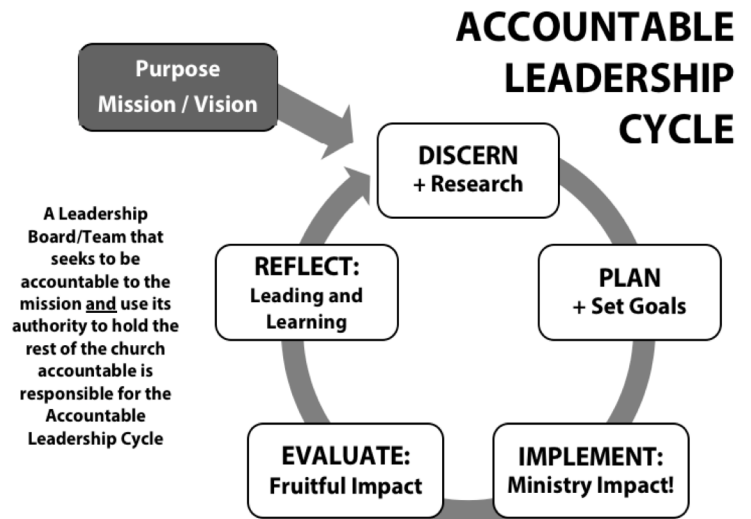 ACCOUNTABLE
LEADERSHIP
CYCLE
Purpose
Mission / Vision
DISCERN
+ Research
PLAN
+ Set Goals
IMPLEMENT:
Ministry Impact!
EVALUATE:
Fruitful Impact
REFLECT:
Leading and
Learning
A Leadership
Board/Team that
seeks to be
accountable to the
mission and use its
authority to hold the
rest of the church
accountable is
responsible for the
Accountable
Leadership Cycle